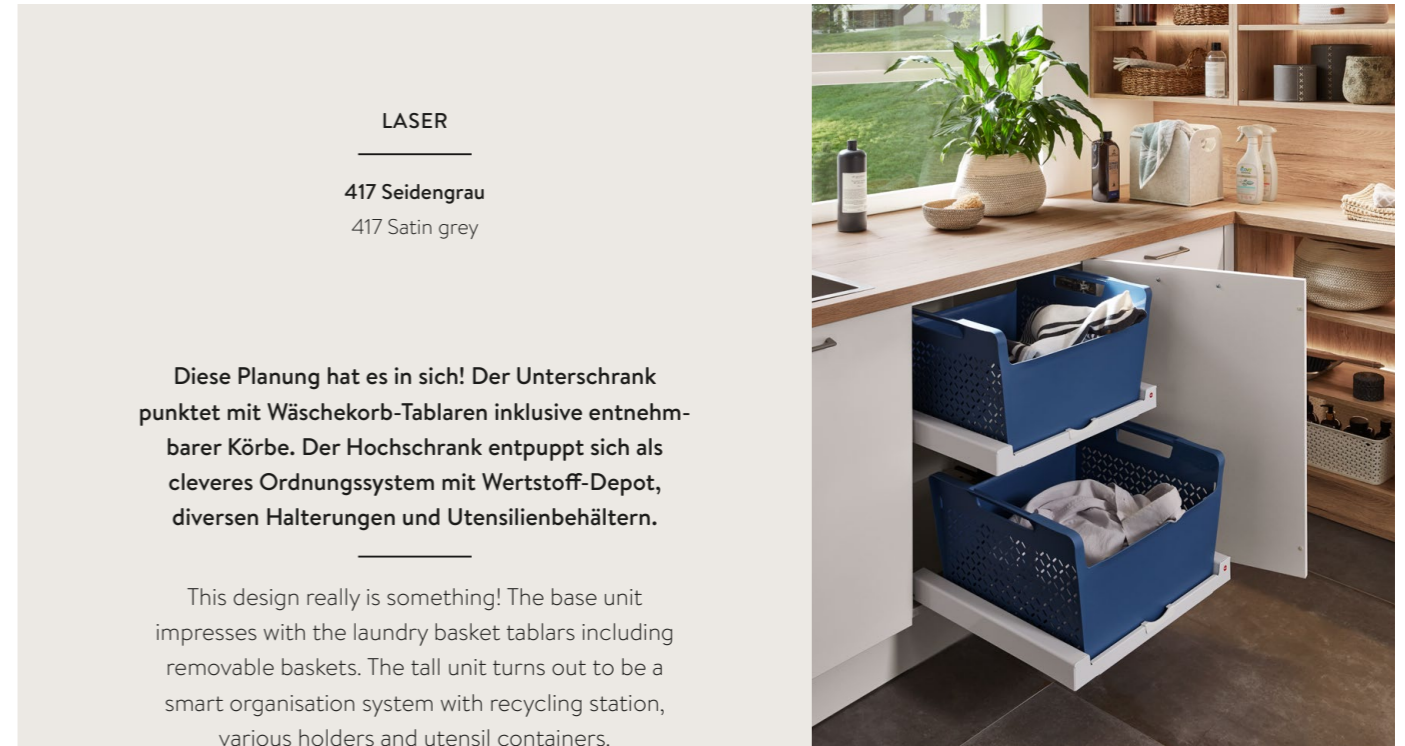 LASER
417 Seidengrau
417 Satin grey
Diese Planung hat es in sich! Der Unterschrank
punktet mit Wäschekorb-Tablaren inklusive entnehm-
barer Körbe. Der Hochschrank entpuppt sich als
cleveres Ordnungssystem mit Wertstoff-Depot,
diversen Halterungen und Utensilienbehältern.
This design really is something! The base unit
impresses with the laundry basket tablars including
removable baskets. The tall unit turns out to be a
smart organisation system with recycling station,
various holders and utensil containers.